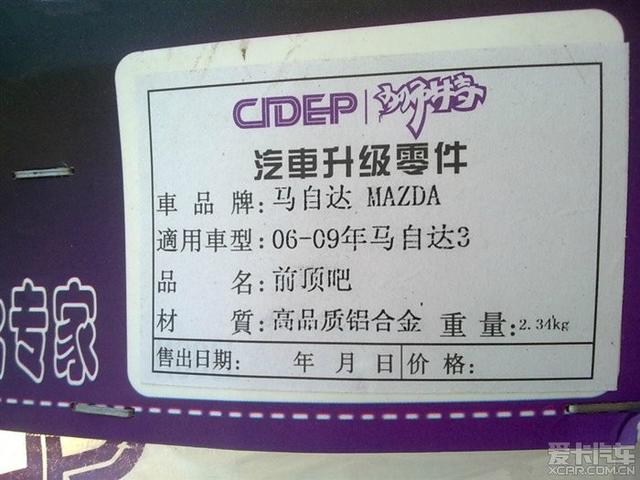 CIDEP 狮特
汽車升级零件
車品牌:马自达 MAZDA
適用車型:06-09年马自达3
品名:前顶吧
材質:高品质铝合金 重量:2.34kg
售出日期: 年 月 日 价格:
专家
爱卡汽车
XCAR.COM.CN